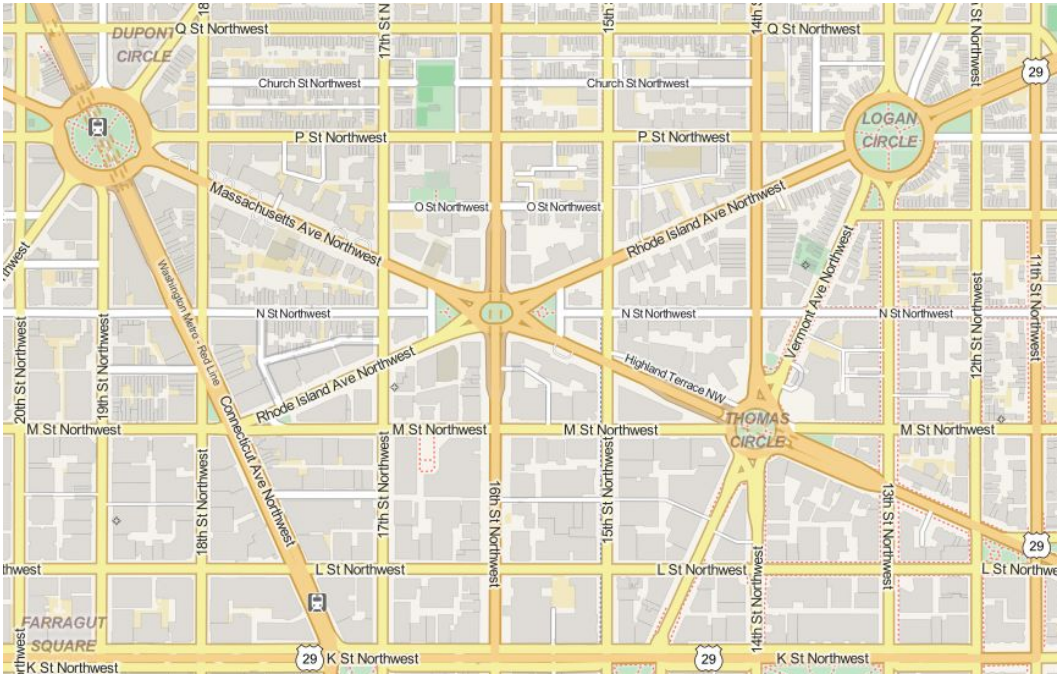 18
17th St N
15th St
14th S
DUPONT
CIRCLE
Q St Northwest
Q St Northwest
29
Church St Northwest
Church St Northwest
LOGAN
CIRCLE
P St Northwest
P St Northwest
Massachusetts Ave Northwest
O St Northwest
O St Northwest
Rhode Island Ave Northwest
Vermont Ave Northwest
thwest
Washington Metro - Red Line
11th St Northwest
N St Northwest
N St Northwest
N St Northwest
20th St Northwest
19th St Northwest
12th St Northwest
Highland Terrace NW
Rhode Island Ave Northwest
Connecticut Ave Northwest
THOMAS
CIRCLE
M St Northwest
M St Northwest
M St Northwest
M St Northwest
18th St Northwest
17th St Northwest
16th St Northwest
15th St Northwest
13th St Northwest
29
thwest
L St Northwest
L St Northwest
L St Northwe
14th St Northwest
FARRAGUT
SQUARE
rthwest
29
K St Northwest
K St Northwest
29
K St Northwest